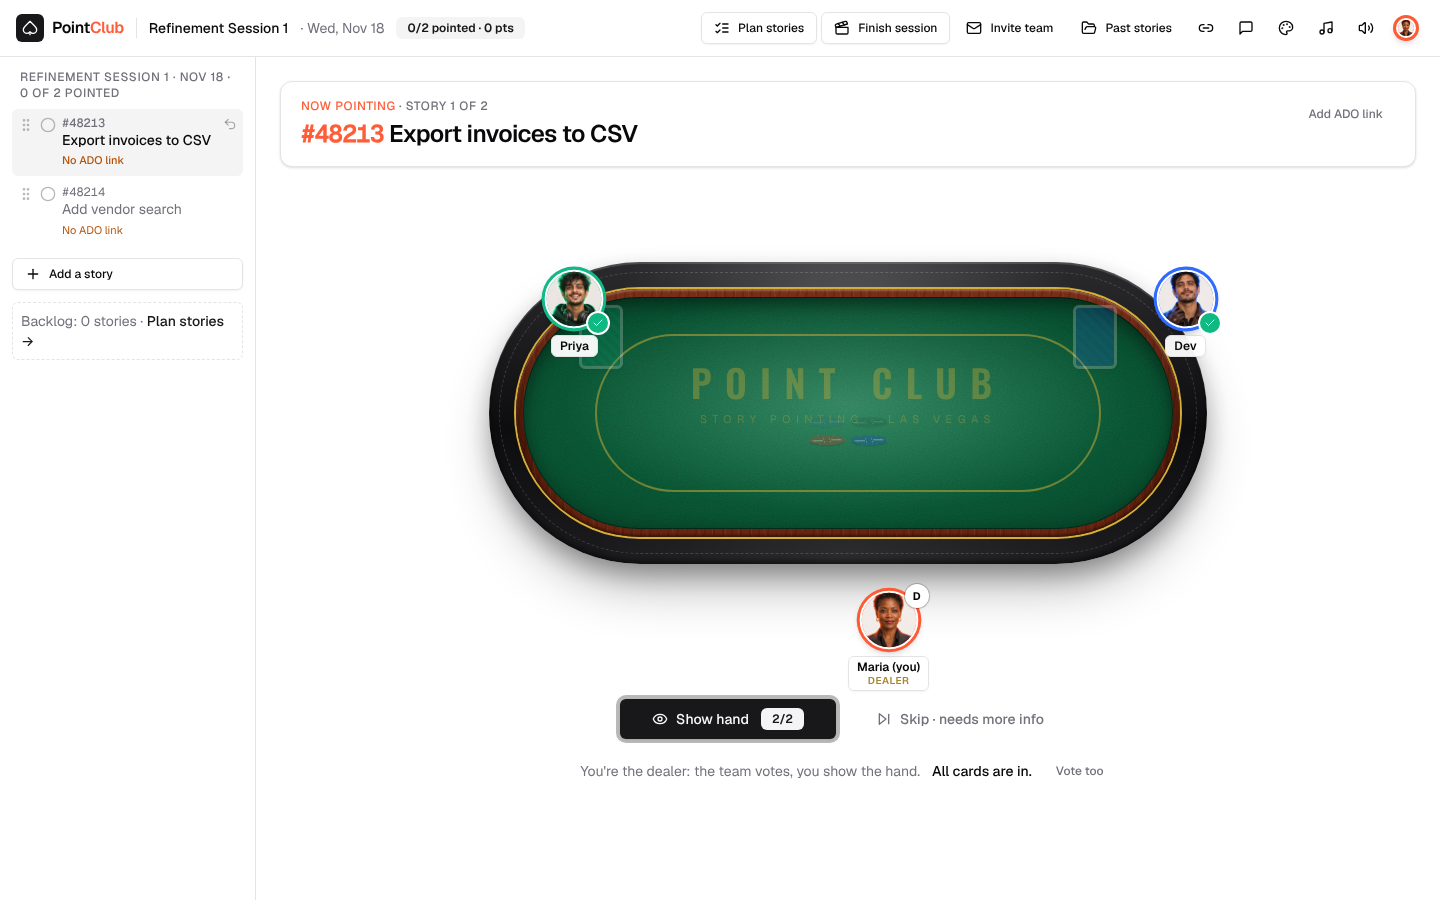 PointClub
Refinement Session 1 · Wed, Nov 18
0/2 pointed · 0 pts
Plan stories
Finish session
Invite team
Past stories
REFINEMENT SESSION 1 · NOV 18 ·
0 OF 2 POINTED
#48213
Export invoices to CSV
No ADO link
#48214
Add vendor search
No ADO link
Add a story
Backlog: 0 stories · Plan stories
→
NOW POINTING · STORY 1 OF 2
#48213 Export invoices to CSV
Add ADO link
Priya
Dev
POINT CLUB
STORY POINTING LAS VEGAS
D
Maria (you)
DEALER
Show hand 2/2
Skip · needs more info
You're the dealer: the team votes, you show the hand. All cards are in. Vote too